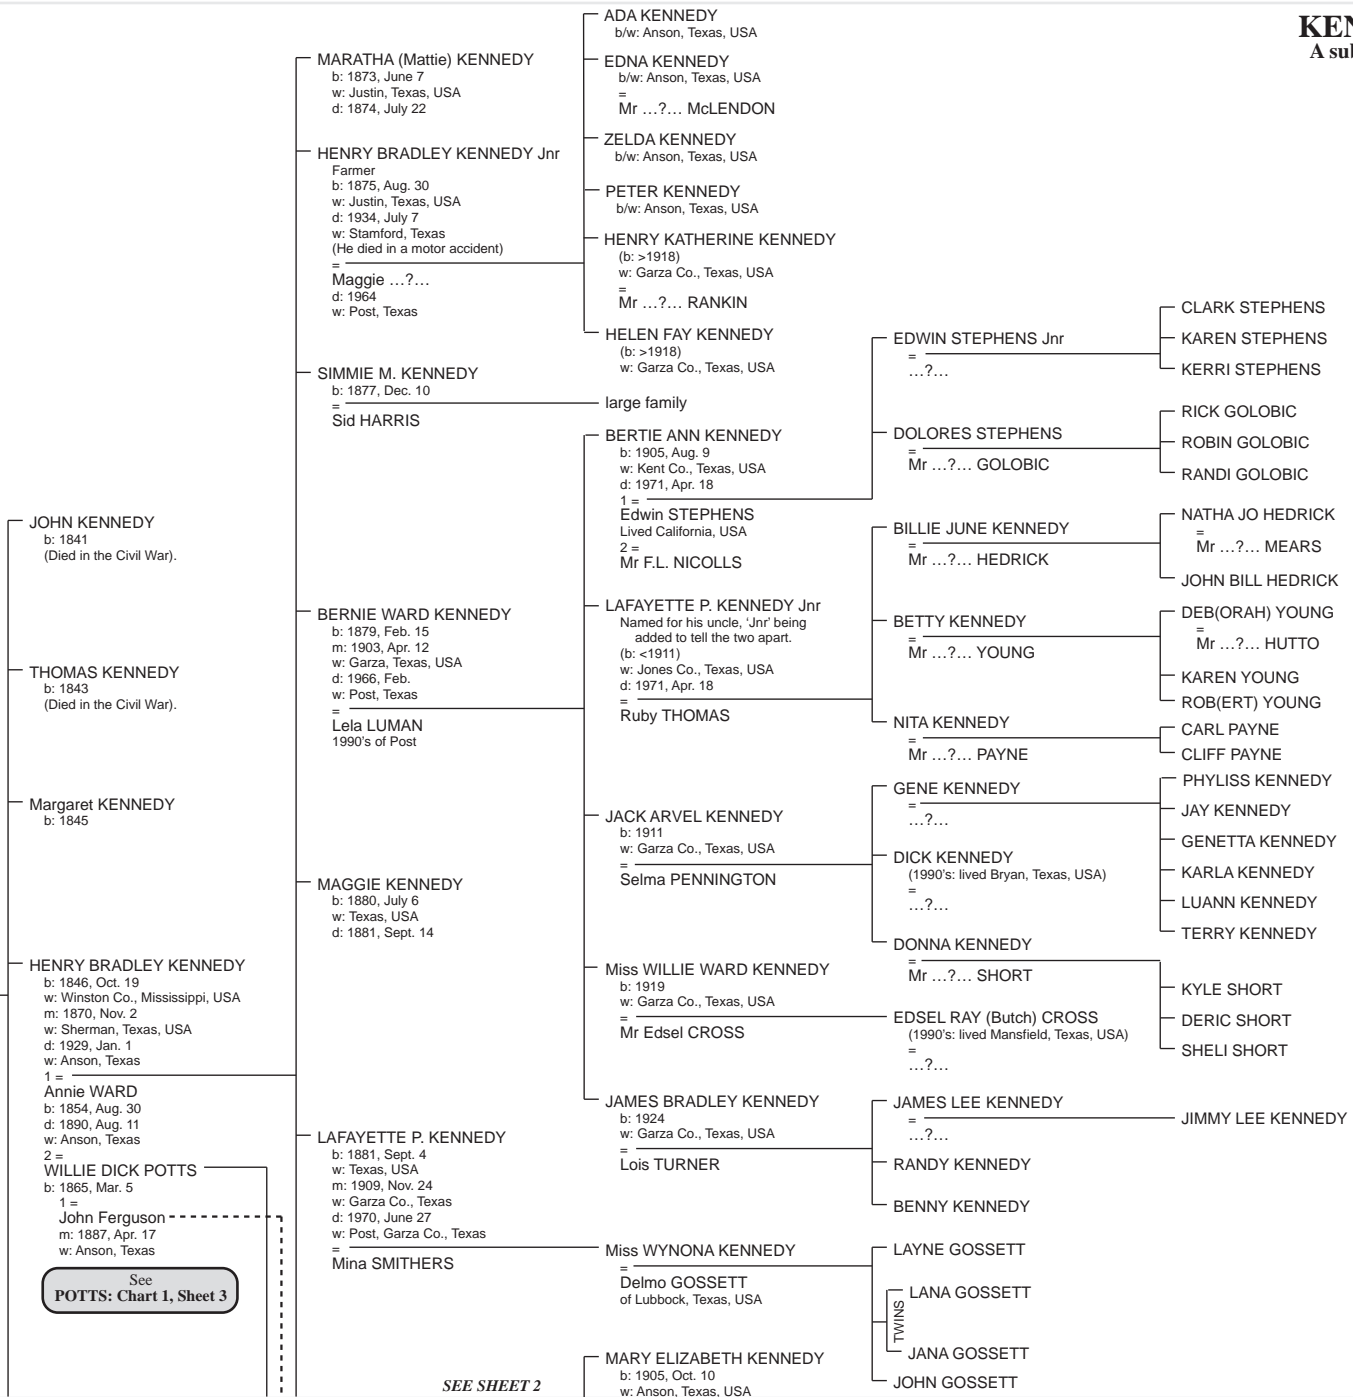 KEN
A sul
JOHN KENNEDY
b: 1841
(Died in the Civil War).
THOMAS KENNEDY
b: 1843
(Died in the Civil War).
Margaret KENNEDY
b: 1845
HENRY BRADLEY KENNEDY
b: 1846, Oct. 19
w: Winston Co., Mississippi, USA
m: 1870, Nov. 2
w: Sherman, Texas, USA
d: 1929, Jan. 1
w: Anson, Texas
1 =
Annie WARD
b: 1854, Aug. 30
d: 1890, Aug. 11
w: Anson, Texas
2 =
WILLIE DICK POTTS
b: 1865, Mar. 5
1 =
John Ferguson
m: 1887, Apr. 17
w: Anson, Texas
See
POTTS: Chart 1, Sheet 3
MARATHA (Mattie) KENNEDY
b: 1873, June 7
w: Justin, Texas, USA
d: 1874, July 22
HENRY BRADLEY KENNEDY Jnr
Farmer
b: 1875, Aug. 30
w: Justin, Texas, USA
d: 1934, July 7
w: Stamford, Texas
(He died in a motor accident)
=
Maggie …?…
d: 1964
w: Post, Texas
SIMMIE M. KENNEDY
b: 1877, Dec. 10
=
Sid HARRIS
BERNIE WARD KENNEDY
b: 1879, Feb. 15
m: 1903, Apr. 12
w: Garza, Texas, USA
d: 1966, Feb.
w: Post, Texas
=
Lela LUMAN
1990's of Post
MAGGIE KENNEDY
b: 1880, July 6
w: Texas, USA
d: 1881, Sept. 14
LAFAYETTE P. KENNEDY
b: 1881, Sept. 4
w: Texas, USA
m: 1909, Nov. 24
w: Garza Co., Texas
d: 1970, June 27
w: Post, Garza Co., Texas
=
Mina SMITHERS
SEE SHEET 2
ADA KENNEDY
b/w: Anson, Texas, USA
EDNA KENNEDY
b/w: Anson, Texas, USA
=
Mr …?… McLENDON
ZELDA KENNEDY
b/w: Anson, Texas, USA
PETER KENNEDY
b/w: Anson, Texas, USA
HENRY KATHERINE KENNEDY
(b: >1918)
w: Garza Co., Texas, USA
=
Mr …?… RANKIN
HELEN FAY KENNEDY
(b: >1918)
w: Garza Co., Texas, USA
large family
BERTIE ANN KENNEDY
b: 1905, Aug. 9
w: Kent Co., Texas, USA
d: 1971, Apr. 18
1 =
Edwin STEPHENS
Lived California, USA
2 =
Mr F.L. NICOLLS
LAFAYETTE P. KENNEDY Jnr
Named for his uncle, 'Jnr' being
added to tell the two apart.
(b: <1911)
w: Jones Co., Texas, USA
d: 1971, Apr. 18
=
Ruby THOMAS
JACK ARVEL KENNEDY
b: 1911
w: Garza Co., Texas, USA
=
Selma PENNINGTON
Miss WILLIE WARD KENNEDY
b: 1919
w: Garza Co., Texas, USA
=
Mr Edsel CROSS
JAMES BRADLEY KENNEDY
b: 1924
w: Garza Co., Texas, USA
=
Lois TURNER
Miss WYNONA KENNEDY
=
Delmo GOSSETT
of Lubbock, Texas, USA
MARY ELIZABETH KENNEDY
b: 1905, Oct. 10
w: Anson, Texas, USA
EDWIN STEPHENS Jnr
=
…?…
DOLORES STEPHENS
=
Mr …?… GOLOBIC
BILLIE JUNE KENNEDY
=
Mr …?… HEDRICK
BETTY KENNEDY
=
Mr …?… YOUNG
NITA KENNEDY
=
Mr …?… PAYNE
GENE KENNEDY
=
…?…
DICK KENNEDY
(1990's: lived Bryan, Texas, USA)
=
…?…
DONNA KENNEDY
=
Mr …?… SHORT
EDSEL RAY (Butch) CROSS
(1990's: lived Mansfield, Texas, USA)
=
…?…
JAMES LEE KENNEDY
=
…?…
RANDY KENNEDY
BENNY KENNEDY
LAYNE GOSSETT
LANA GOSSETT
TWINS
JANA GOSSETT
JOHN GOSSETT
CLARK STEPHENS
KAREN STEPHENS
KERRI STEPHENS
RICK GOLOBIC
ROBIN GOLOBIC
RANDI GOLOBIC
NATHA JO HEDRICK
=
Mr …?… MEARS
JOHN BILL HEDRICK
DEB(ORAH) YOUNG
=
Mr …?… HUTTO
KAREN YOUNG
ROB(ERT) YOUNG
CARL PAYNE
CLIFF PAYNE
PHYLISS KENNEDY
JAY KENNEDY
GENETTA KENNEDY
KARLA KENNEDY
LUANN KENNEDY
TERRY KENNEDY
KYLE SHORT
DERIC SHORT
SHELI SHORT
JIMMY LEE KENNEDY